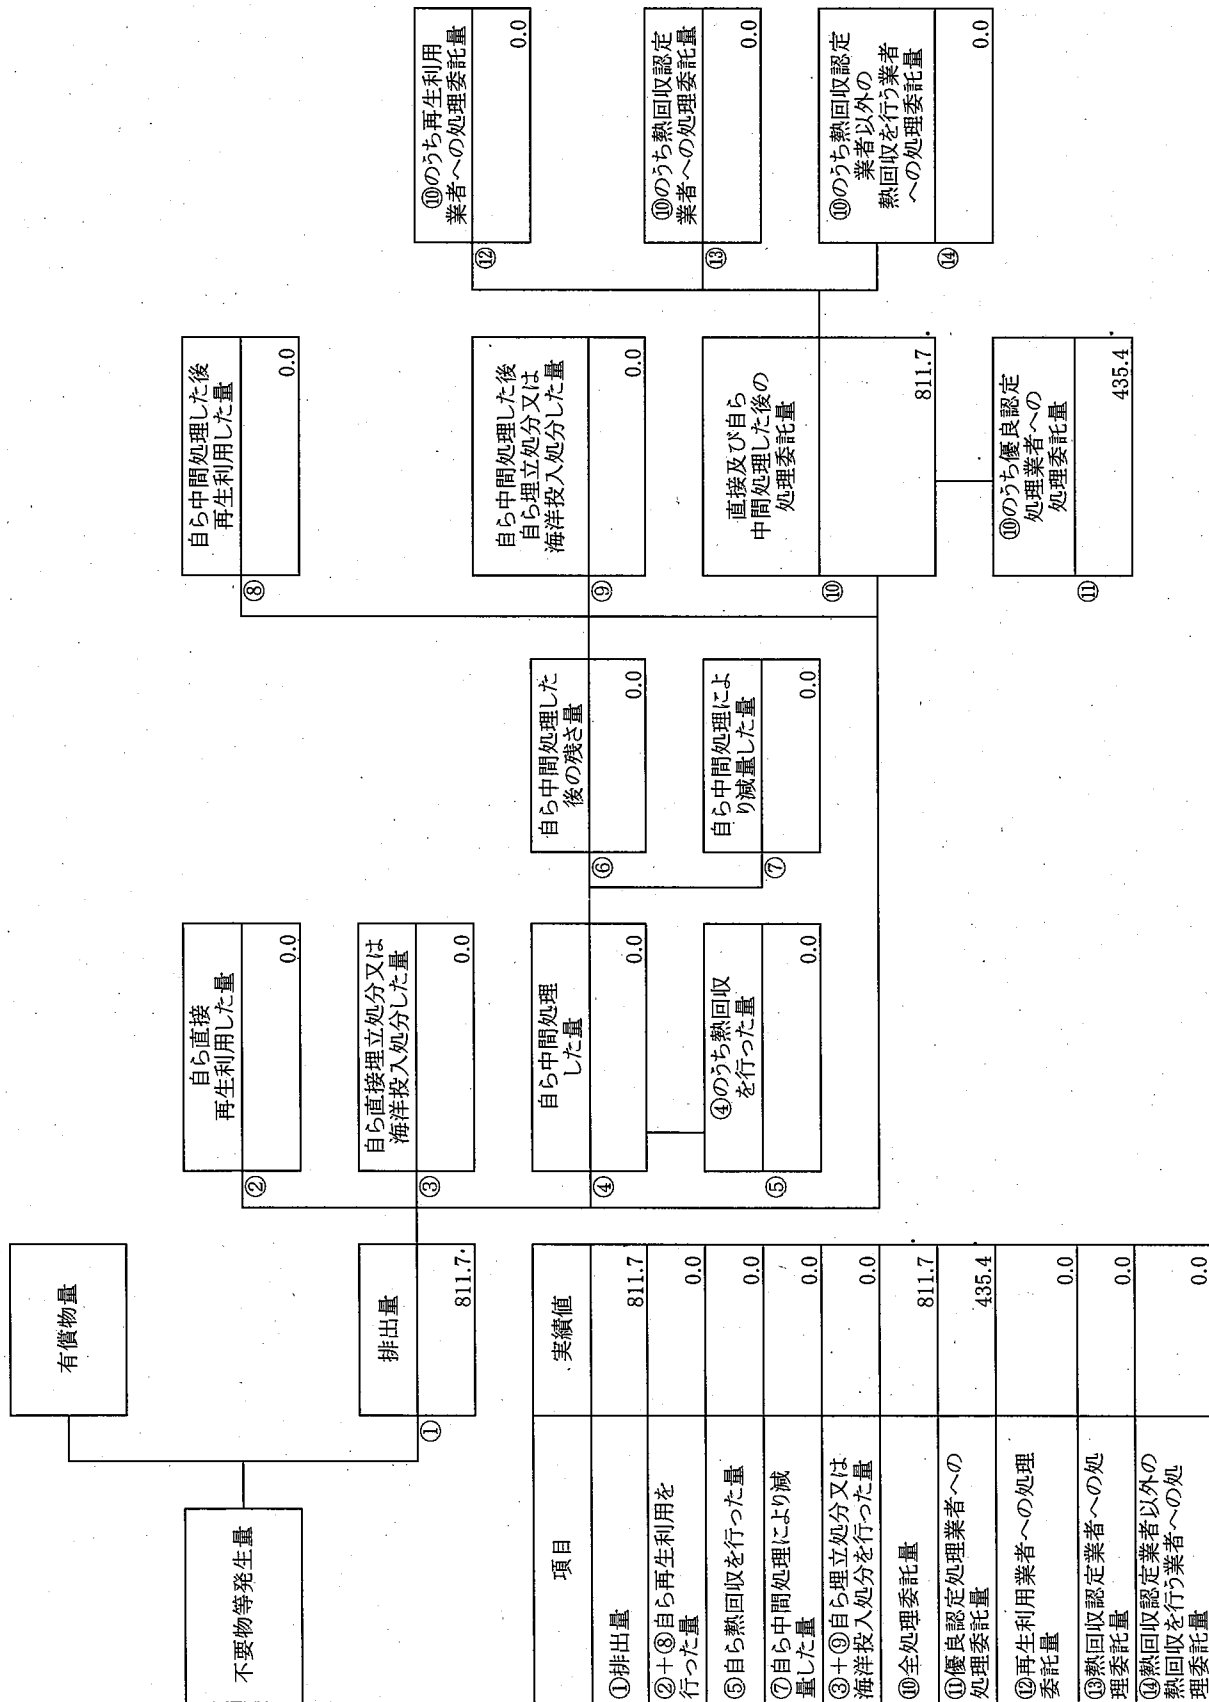 不要物等発生量
有償物量
排出量
①
811.7
自ら直接
再生利用した量
②
0.0
自ら直接埋立処分又は
海洋投入処分した量
③
0.0
自ら中間処理
した量
④
0.0
④のうち熱回収
を行った量
⑤
0.0
自ら中間処理した
後の残さ量
⑥
0.0
自ら中間処理によ
り減量した量
⑦
0.0
自ら中間処理した後
再生利用した量
⑧
0.0
自ら中間処理した後
自ら埋立処分又は
海洋投入処分した量
⑨
0.0
直接及び自ら
中間処理した後の
処理委託量
⑩
811.7
⑩のうち優良認定
処理業者への
処理委託量
⑪
435.4
⑩のうち再生利用
業者への処理委託量
⑫
0.0
⑩のうち熱回収認定
業者への処理委託量
⑬
0.0
⑩のうち熱回収認定
業者以外の
熱回収を行う業者
への処理委託量
⑭
0.0
項目 実績値
①排出量 811.7
②+⑧自ら再生利用を
行った量 0.0
⑤自ら熱回収を行った量 0.0
⑦自ら中間処理により減
量した量 0.0
③+⑨自ら埋立処分又は
海洋投入処分を行った量 0.0
⑩全処理委託量 811.7
⑪優良認定処理業者への
処理委託量 435.4
⑫再生利用業者への処理
委託量 0.0
⑬熱回収認定業者への処
理委託量 0.0
⑭熱回収認定業者以外の
熱回収を行う業者への処
理委託量 0.0